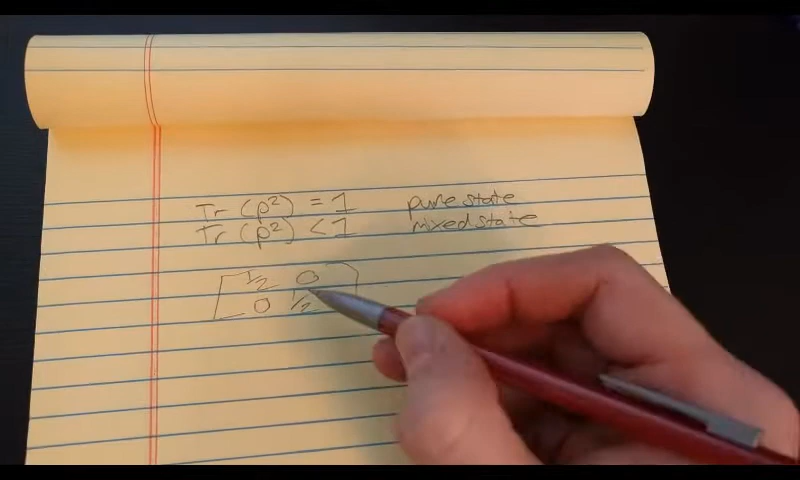 Tr (ρ²) = 1 pure state
Tr (ρ²) < 1 mixed state
1/2 0
0 1/2